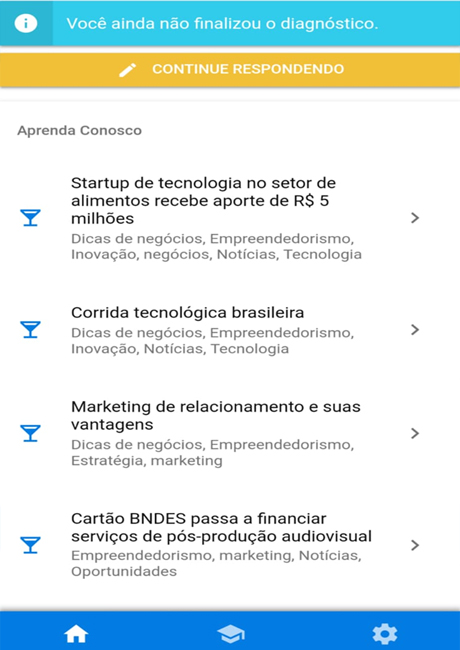 Você ainda não finalizou o diagnóstico.
CONTINUE RESPONDENDO
Aprenda Conosco
Startup de tecnologia no setor de
alimentos recebe aporte de R$ 5
milhões
Dicas de negócios, Empreendedorismo,
Inovação, negócios, Notícias, Tecnologia
Corrida tecnológica brasileira
Dicas de negócios, Empreendedorismo,
Inovação, Notícias, Tecnologia
Marketing de relacionamento e suas
vantagens
Dicas de negócios, Empreendedorismo,
Estratégia, marketing
Cartão BNDES passa a financiar
serviços de pós-produção audiovisual
Empreendedorismo, marketing, Notícias,
Oportunidades